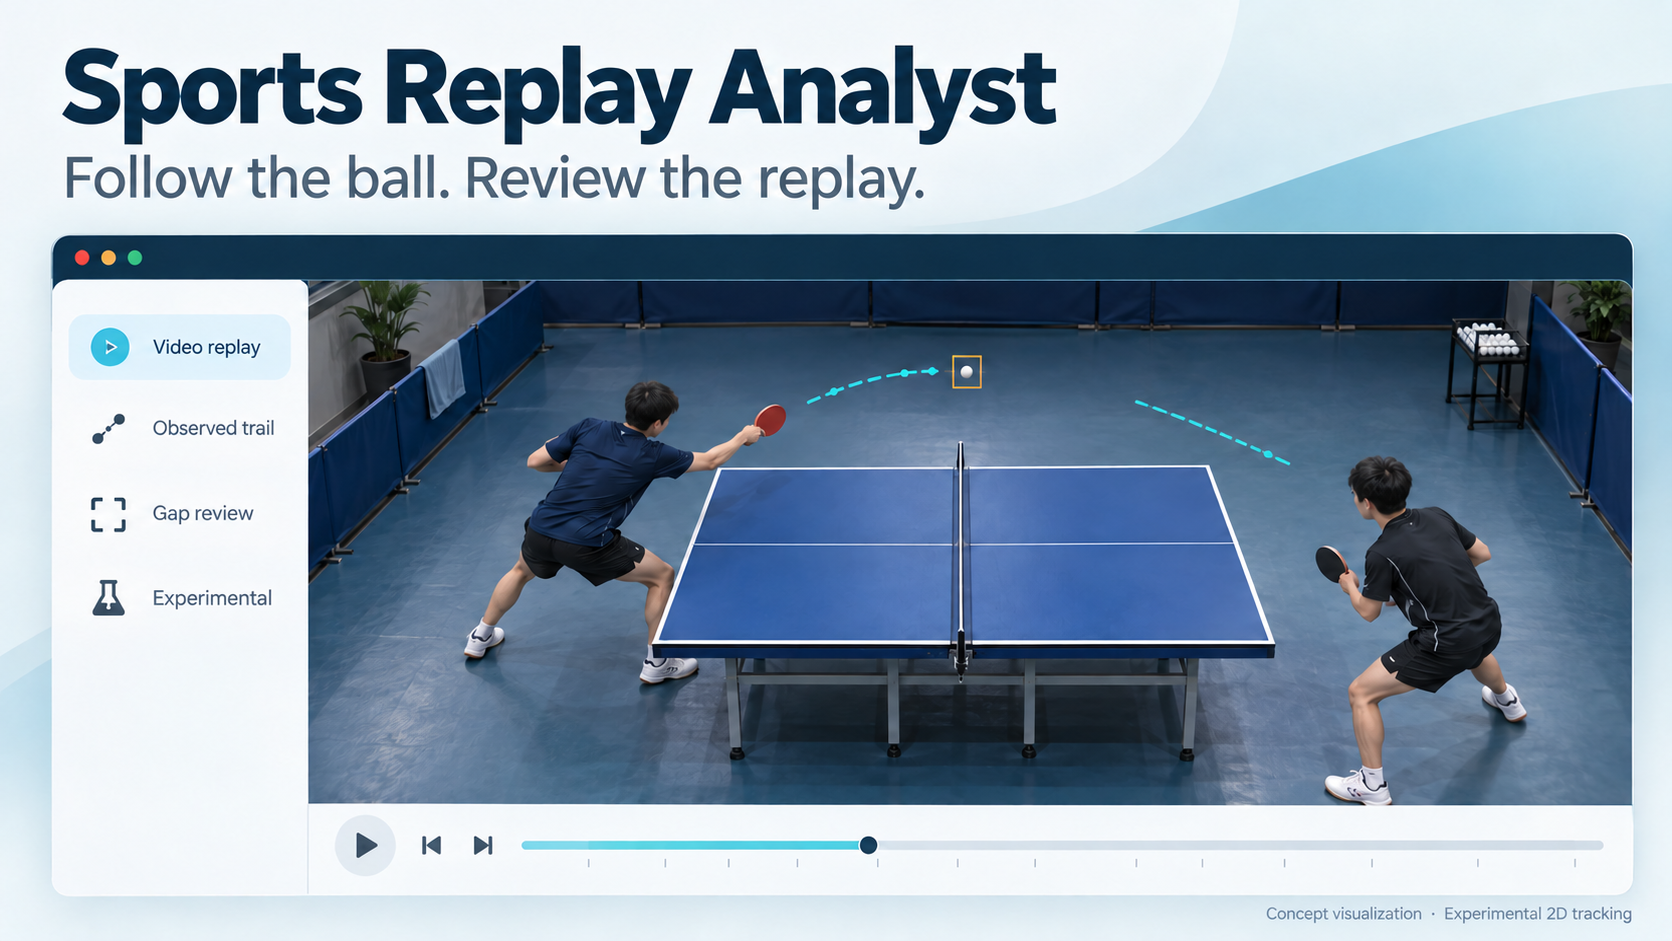 Sports Replay Analyst
Follow the ball. Review the replay.
Video replay
Observed trail
Gap review
Experimental
Concept visualization · Experimental 2D tracking